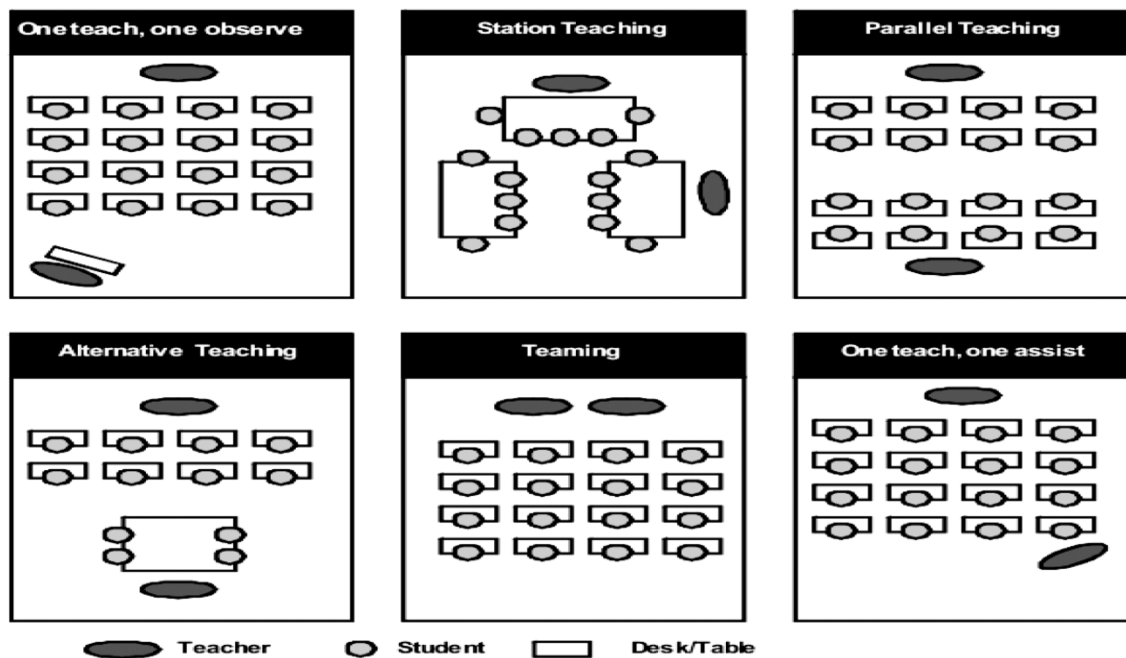 One teach, one observe
Station Teaching
Parallel Teaching
Alternative Teaching
Teaming
One teach, one assist
Teacher
Student
Desk/Table